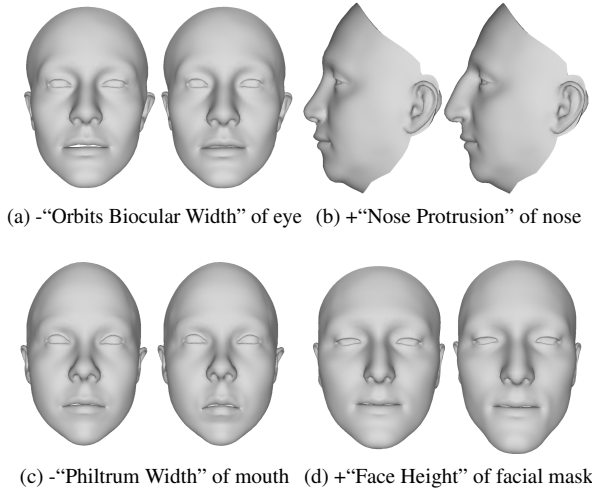 (a) -“Orbits Biocular Width” of eye
(b) +“Nose Protrusion” of nose
(c) -“Philtrum Width” of mouth
(d) +“Face Height” of facial mask